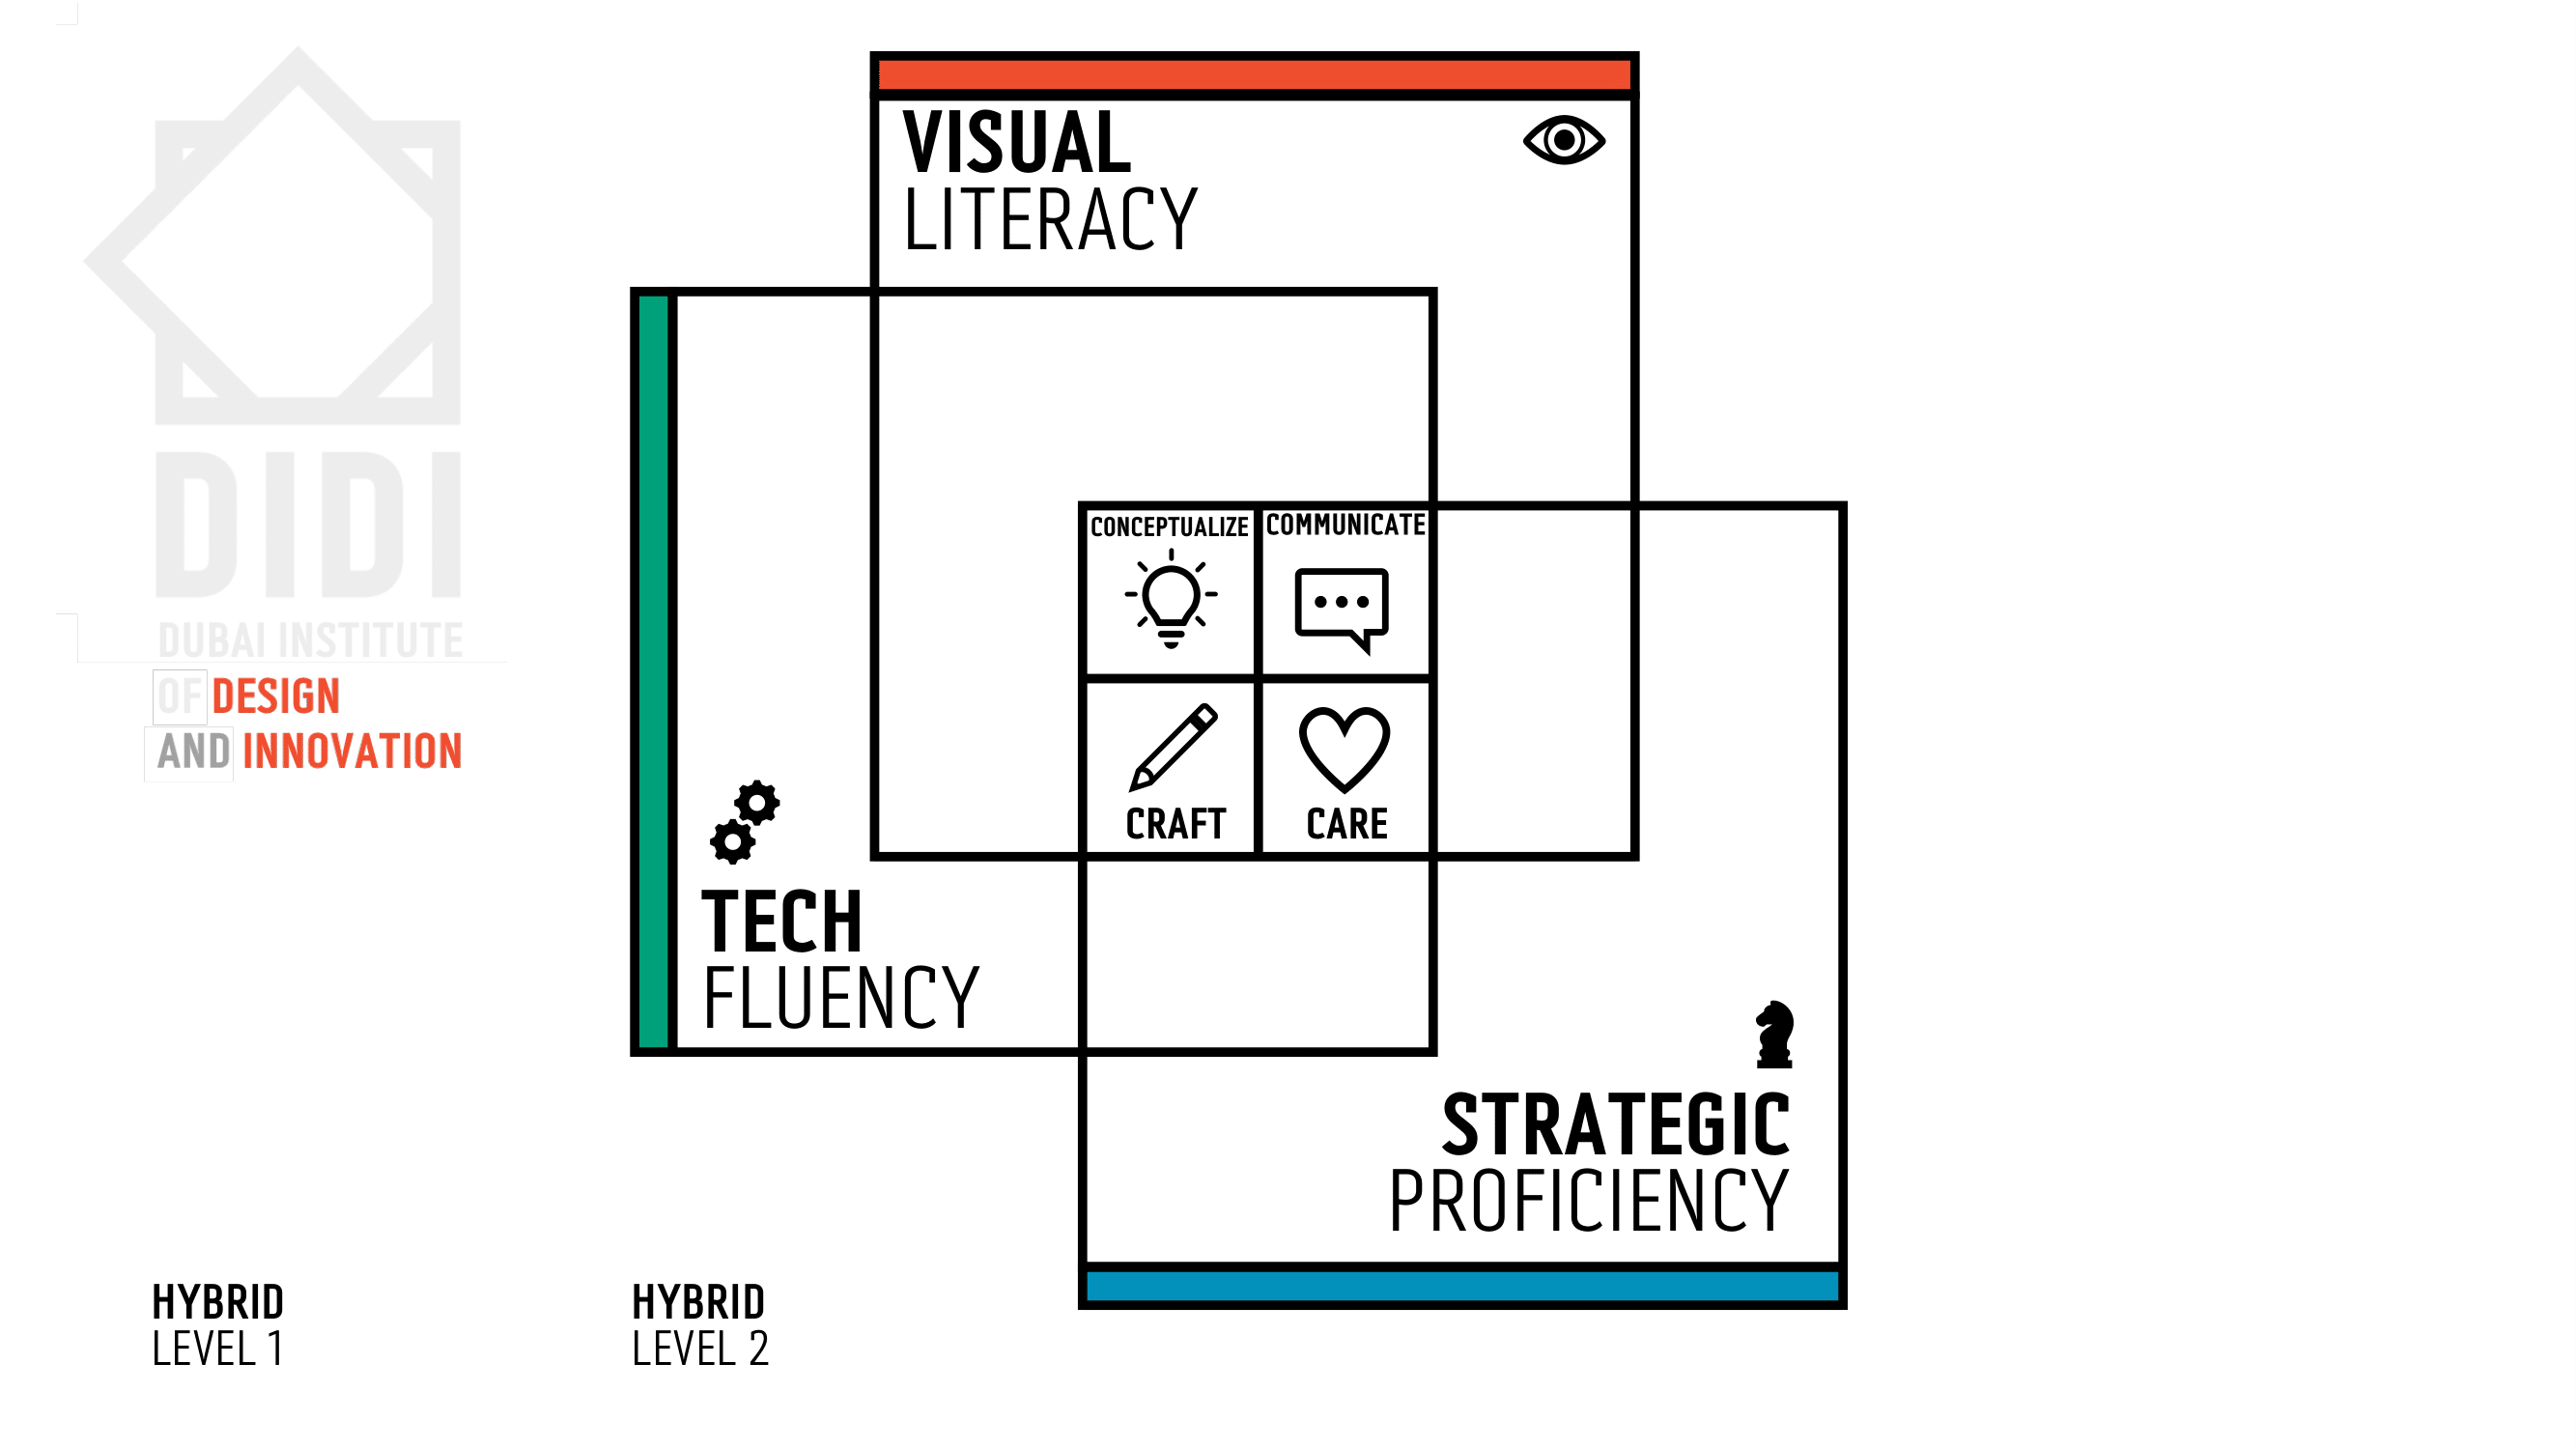 DIDI
DUBAI INSTITUTE
OF DESIGN
AND INNOVATION
VISUAL
LITERACY
CONCEPTUALIZE
COMMUNICATE
CRAFT
CARE
TECH
FLUENCY
STRATEGIC
PROFICIENCY
HYBRID
LEVEL 1
HYBRID
LEVEL 2